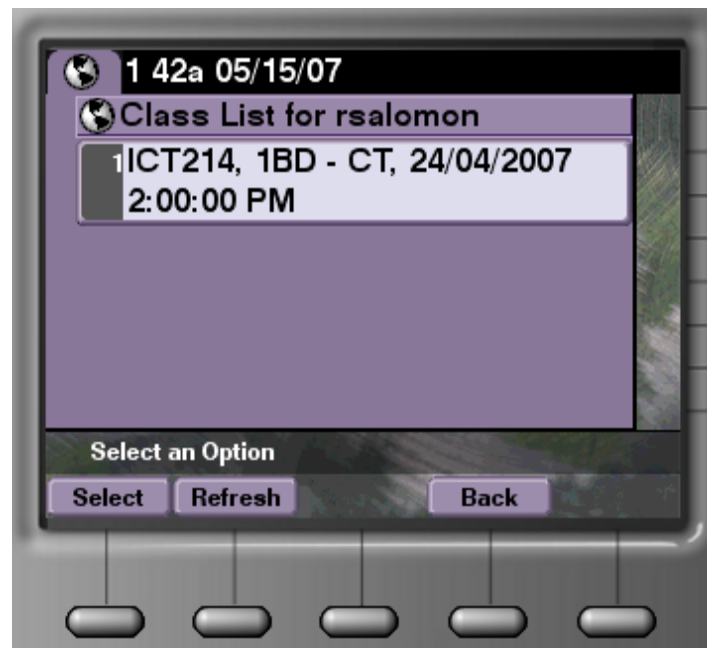 1 42a 05/15/07
Class List for rsalomon
1 ICT214, 1BD - CT, 24/04/2007
2:00:00 PM
Select an Option
Select Refresh Back